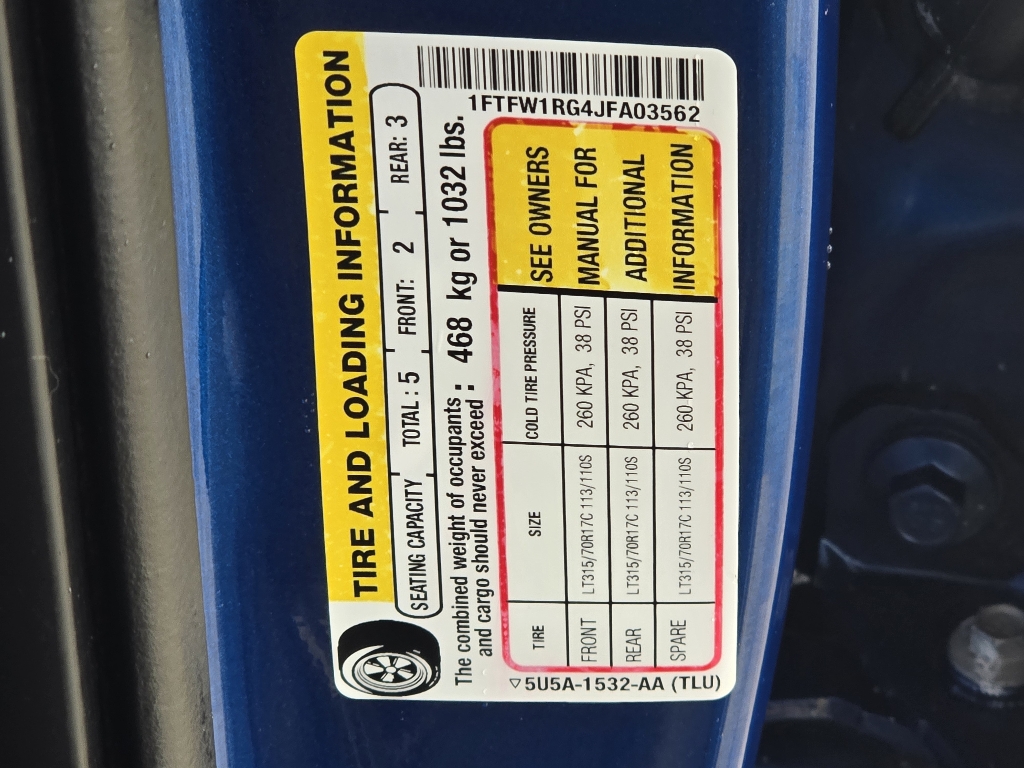 TIRE AND LOADING INFORMATION
SEATING CAPACITY TOTAL : 5 FRONT: 2 REAR: 3
The combined weight of occupants and cargo should never exceed : 468 kg or 1032 lbs.
TIRE SIZE COLD TIRE PRESSURE
FRONT LT315/70R17C 113/110S 260 KPA, 38 PSI
REAR LT315/70R17C 113/110S 260 KPA, 38 PSI
SPARE LT315/70R17C 113/110S 260 KPA, 38 PSI
SEE OWNERS
MANUAL FOR
ADDITIONAL
INFORMATION
1FTFW1RG4JFA03562
5U5A-1532-AA (TLU)